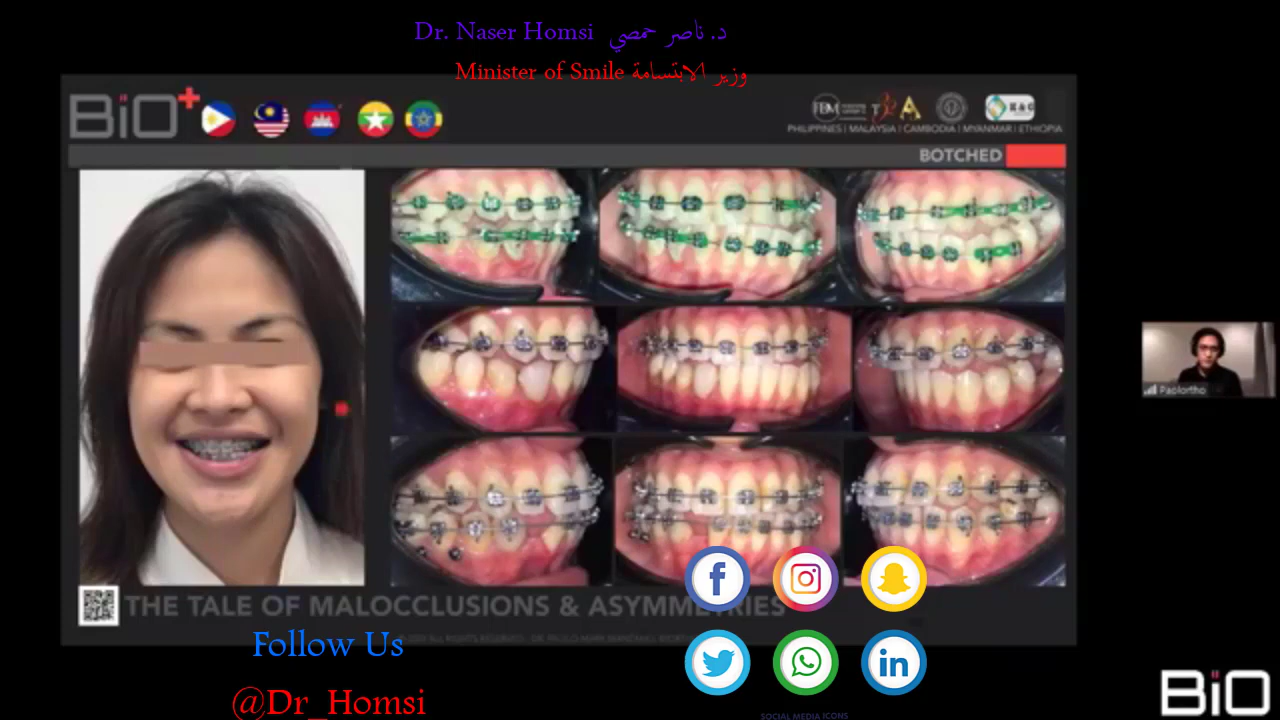 Dr. Naser Homsi د. ناصر حمصي
Minister of Smile وزير الابتسامة
BiO+
PHILIPPINES | MALAYSIA | CAMBODIA | MYANMAR | ETHIOPIA
BOTCHED
Paolortho
THE TALE OF MALOCCLUSIONS & ASYMMETRIES
Follow Us
@Dr_Homsi
SOCIAL MEDIA ICONS
BiO